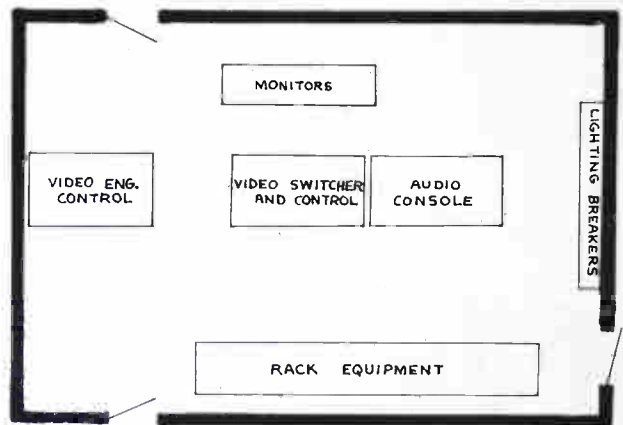 MONITORS
VIDEO ENG.
CONTROL
VIDEO SWITCHER
AND CONTROL
AUDIO
CONSOLE
LIGHTING BREAKERS
RACK EQUIPMENT